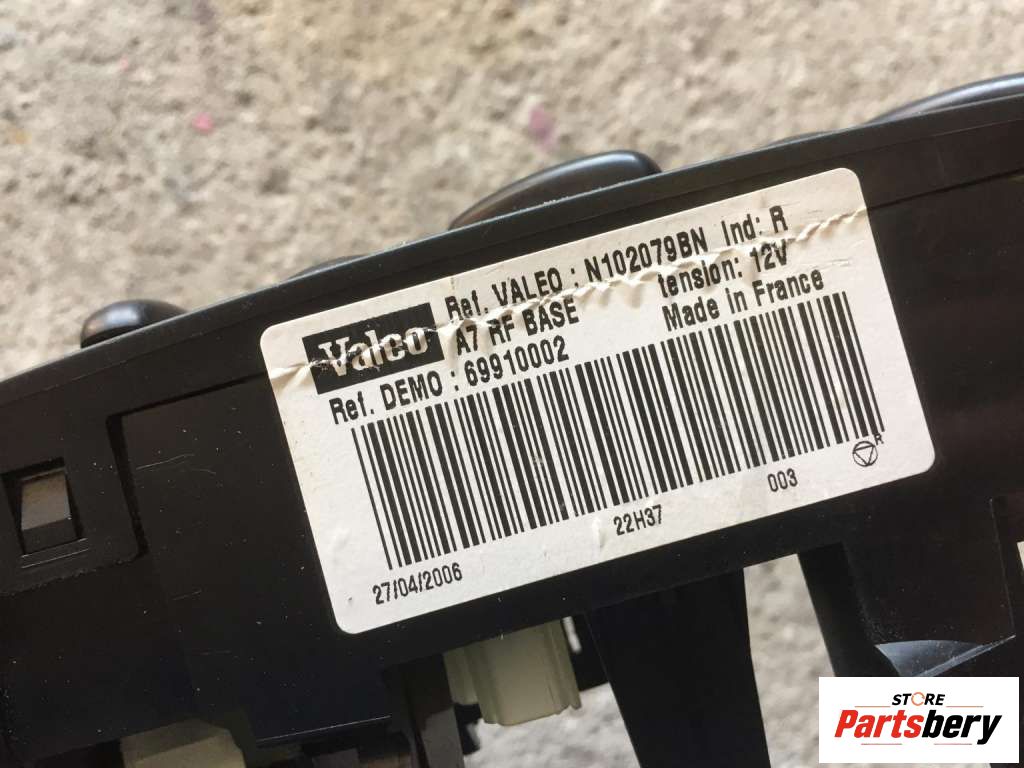 Ref. VALEO : N102079BN Ind: R
Valeo A7 RF BASE tension: 12V
Ref. DEMO : 69910002 Made in France
27/04/2006 22H37 003
R
STORE
Partsbery